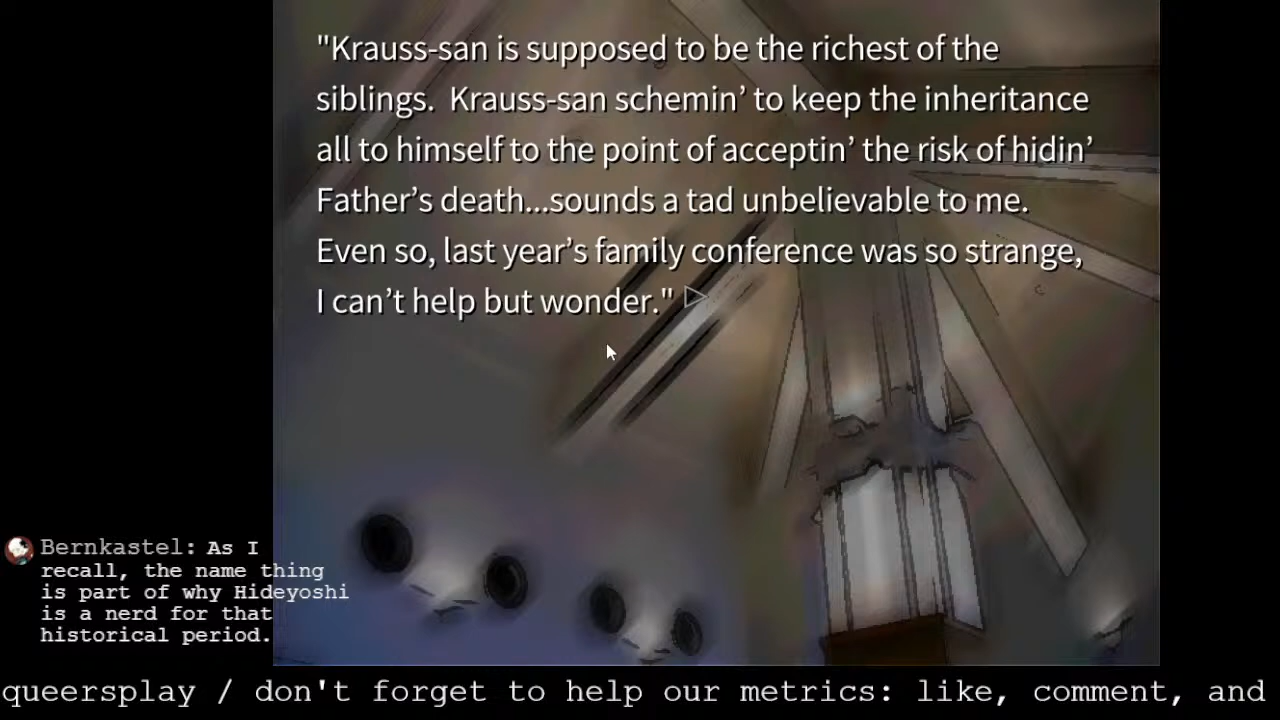 "Krauss-san is supposed to be the richest of the
siblings.  Krauss-san schemin’ to keep the inheritance
all to himself to the point of acceptin’ the risk of hidin’
Father’s death...sounds a tad unbelievable to me.
Even so, last year’s family conference was so strange,
I can’t help but wonder."
Bernkastel: As I
recall, the name thing
is part of why Hideyoshi
is a nerd for that
historical period.
queersplay / don't forget to help our metrics: like, comment, and